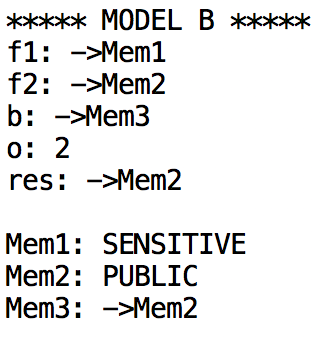 ***** MODEL B *****
f1: ->Mem1
f2: ->Mem2
b: ->Mem3
o: 2
res: ->Mem2

Mem1: SENSITIVE
Mem2: PUBLIC
Mem3: ->Mem2